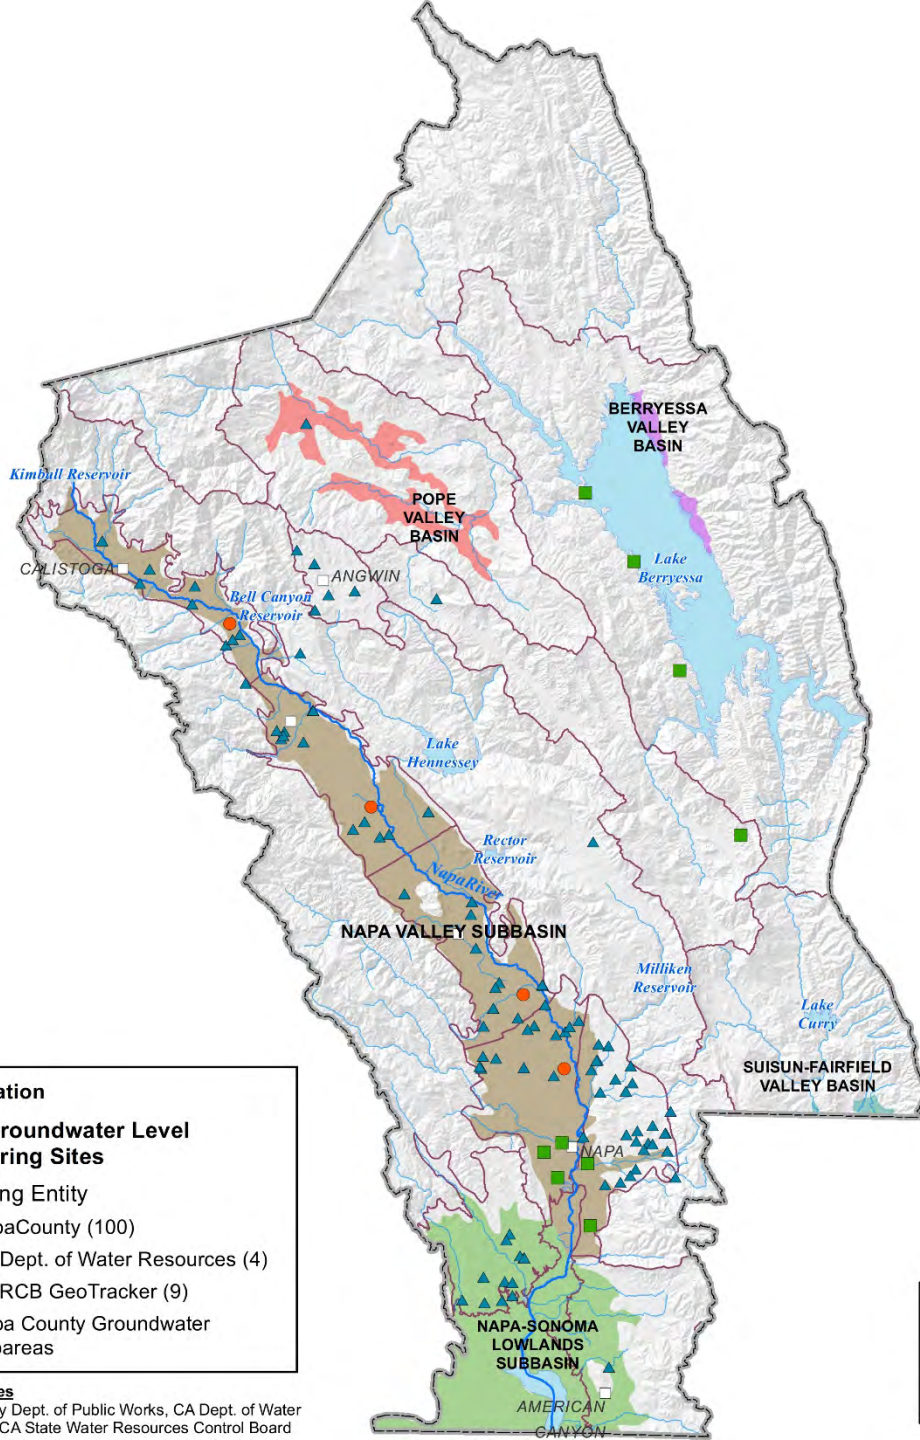 BERRYESSA
VALLEY
BASIN
Kimball Reservoir
POPE
VALLEY
BASIN
CALISTOGA
ANGWIN
Lake
Berryessa
Bell Canyon
Reservoir
Lake
Hennessey
Rector
Reservoir
Napa River
NAPA VALLEY SUBBASIN
Milliken
Reservoir
Lake
Curry
SUISUN-FAIRFIELD
VALLEY BASIN
NAPA
NAPA-SONOMA
LOWLANDS
SUBBASIN
AMERICAN
CANYON
ation
roundwater Level
ring Sites
ng Entity
paCounty (100)
Dept. of Water Resources (4)
RCB GeoTracker (9)
pa County Groundwater
bareas
es
y Dept. of Public Works, CA Dept. of Water
CA State Water Resources Control Board